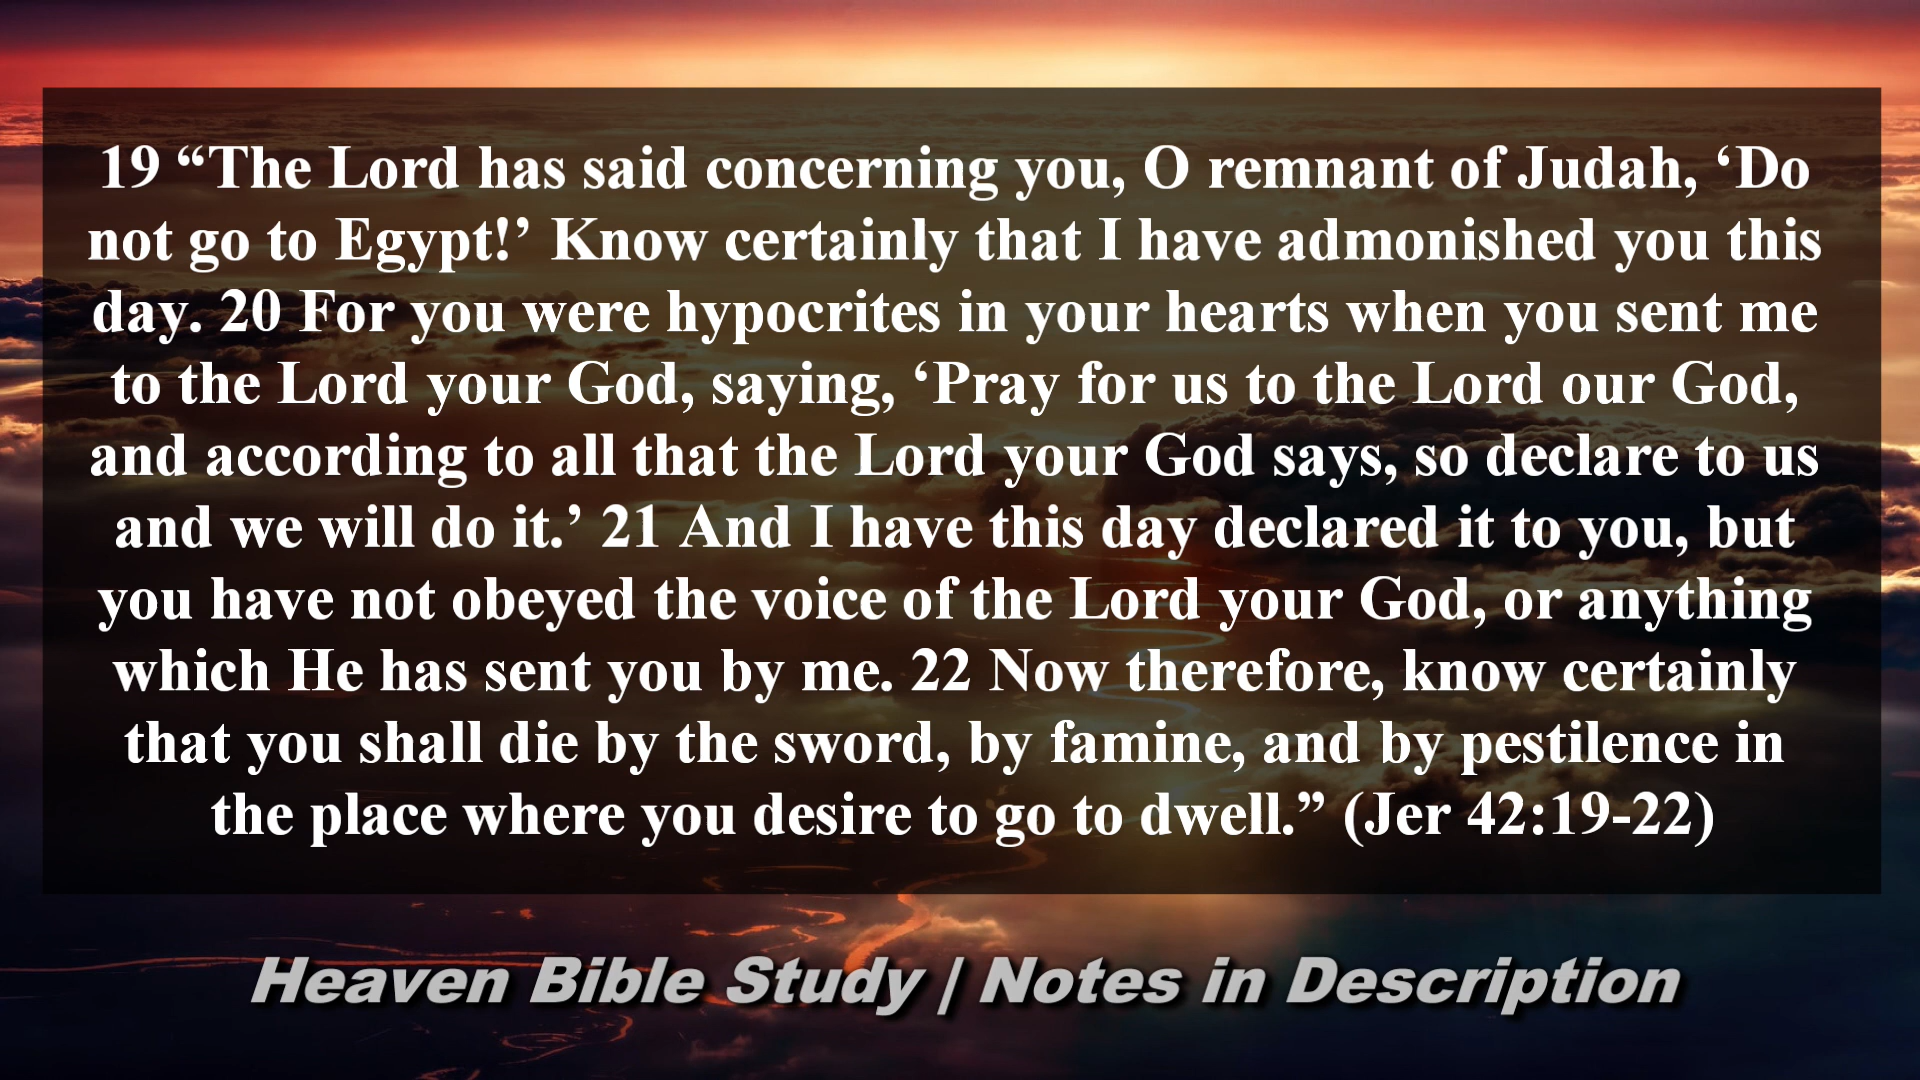 19 “The Lord has said concerning you, O remnant of Judah, ‘Do
not go to Egypt!’ Know certainly that I have admonished you this
day. 20 For you were hypocrites in your hearts when you sent me
to the Lord your God, saying, ‘Pray for us to the Lord our God,
and according to all that the Lord your God says, so declare to us
and we will do it.’ 21 And I have this day declared it to you, but
you have not obeyed the voice of the Lord your God, or anything
which He has sent you by me. 22 Now therefore, know certainly
that you shall die by the sword, by famine, and by pestilence in
the place where you desire to go to dwell.” (Jer 42:19-22)
Heaven Bible Study | Notes in Description